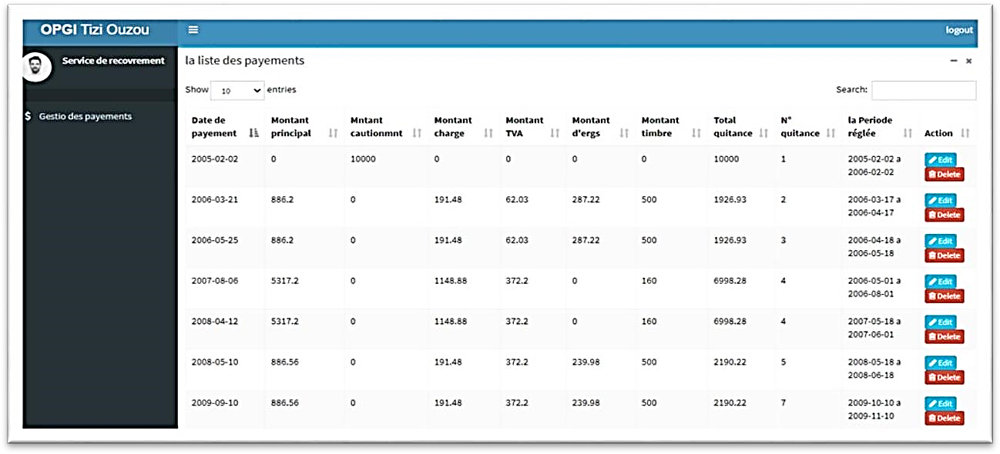 OPGI Tizi Ouzou
logout
Service de recovrement
Gestio des payements
la liste des payements
Show 10 entries
Search:
Date de payement Montant principal Mntant cautionmnt Montant charge Montant TVA Montant d'ergs Montant timbre Total quitance N° quitance la Periode réglée Action
2005-02-02 0 10000 0 0 0 0 10000 1 2005-02-02 a 2006-02-02 Edit Delete
2006-03-21 886.2 0 191.48 62.03 287.22 500 1926.93 2 2006-03-17 a 2006-04-17 Edit Delete
2006-05-25 886.2 0 191.48 62.03 287.22 500 1926.93 3 2006-04-18 a 2006-05-18 Edit Delete
2007-08-06 5317.2 0 1148.88 372.2 0 160 6998.28 4 2006-05-01 a 2006-08-01 Edit Delete
2008-04-12 5317.2 0 1148.88 372.2 0 160 6998.28 4 2007-05-18 a 2007-06-01 Edit Delete
2008-05-10 886.56 0 191.48 372.2 239.98 500 2190.22 5 2008-05-18 a 2008-06-18 Edit Delete
2009-09-10 886.56 0 191.48 372.2 239.98 500 2190.22 7 2009-10-10 a 2009-11-10 Edit Delete